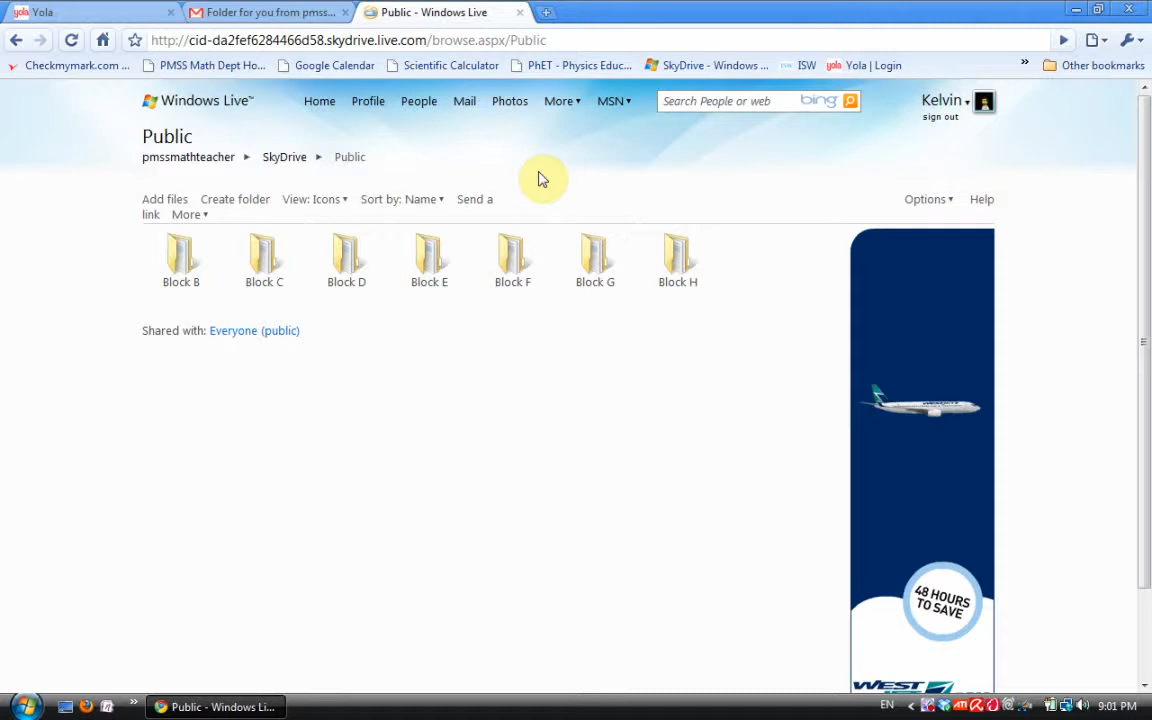 Yola
Folder for you from pmss...
Public - Windows Live
http://cid-da2fef6284466d58.skydrive.live.com/browse.aspx/Public
Checkmymark.com ... PMSS Math Dept Ho... Google Calendar Scientific Calculator PhET - Physics Educ... SkyDrive - Windows ... ISW Yola | Login » Other bookmarks
Windows Live™ Home Profile People Mail Photos More MSN Search People or web bing Kelvin
sign out
Public
pmssmathteacher SkyDrive Public
Add files Create folder View: Icons Sort by: Name Send a
link More
Options Help
Block B Block C Block D Block E Block F Block G Block H
Shared with: Everyone (public)
WESTJET
48 HOURS
TO SAVE
WEST
Public - Windows Li...
EN
9:01 PM